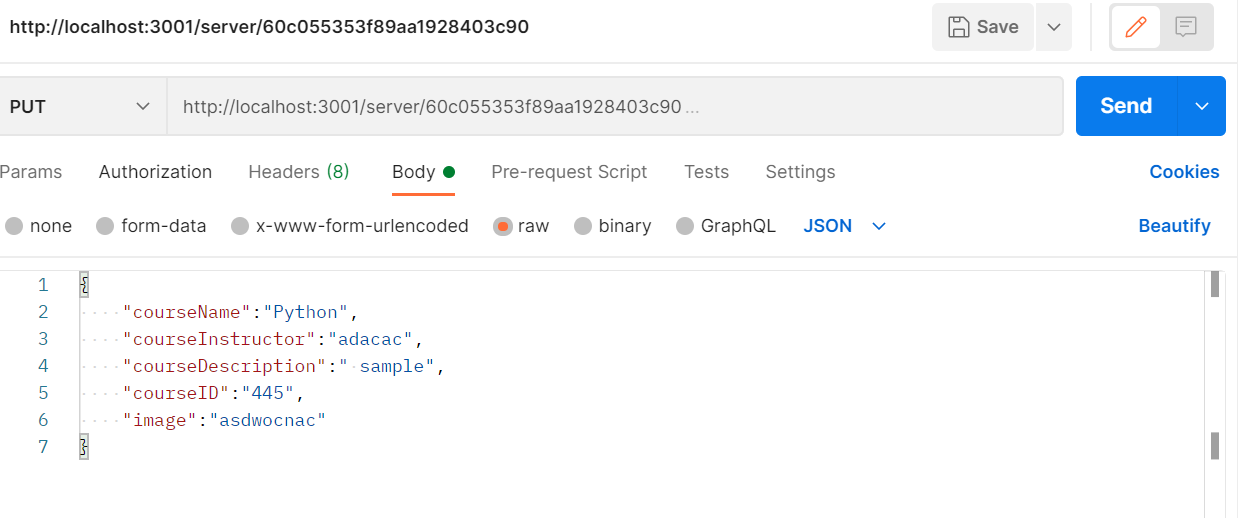 http://localhost:3001/server/60c055353f89aa1928403c90 Save
PUT http://localhost:3001/server/60c055353f89aa1928403c90 ... Send
Params Authorization Headers (8) Body Pre-request Script Tests Settings Cookies
none form-data x-www-form-urlencoded raw binary GraphQL JSON Beautify
1 {
2 "courseName":"Python",
3 "courseInstructor":"adacac",
4 "courseDescription":" sample",
5 "courseID":"445",
6 "image":"asdwocnac"
7 }